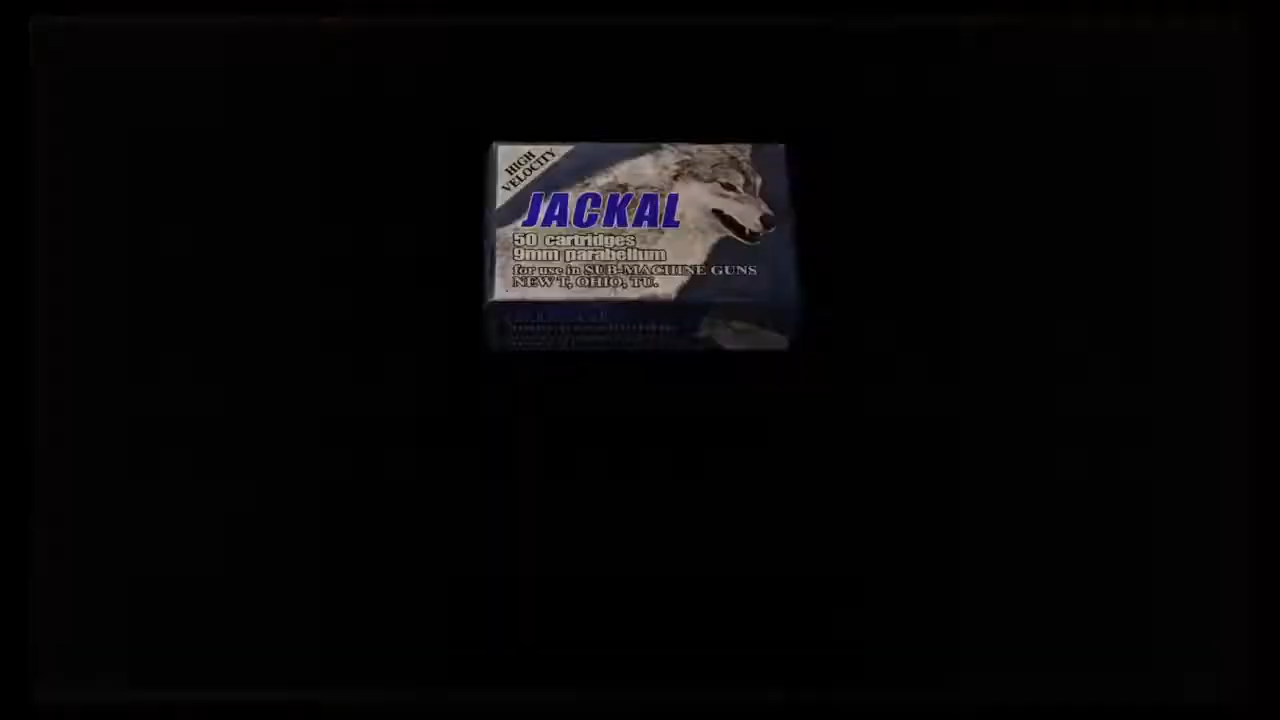 HIGH
VELOCITY
JACKAL
50 cartridges
9mm parabellum
for use in SUB-MACHINE GUNS
NEW T, OHIO, TU.